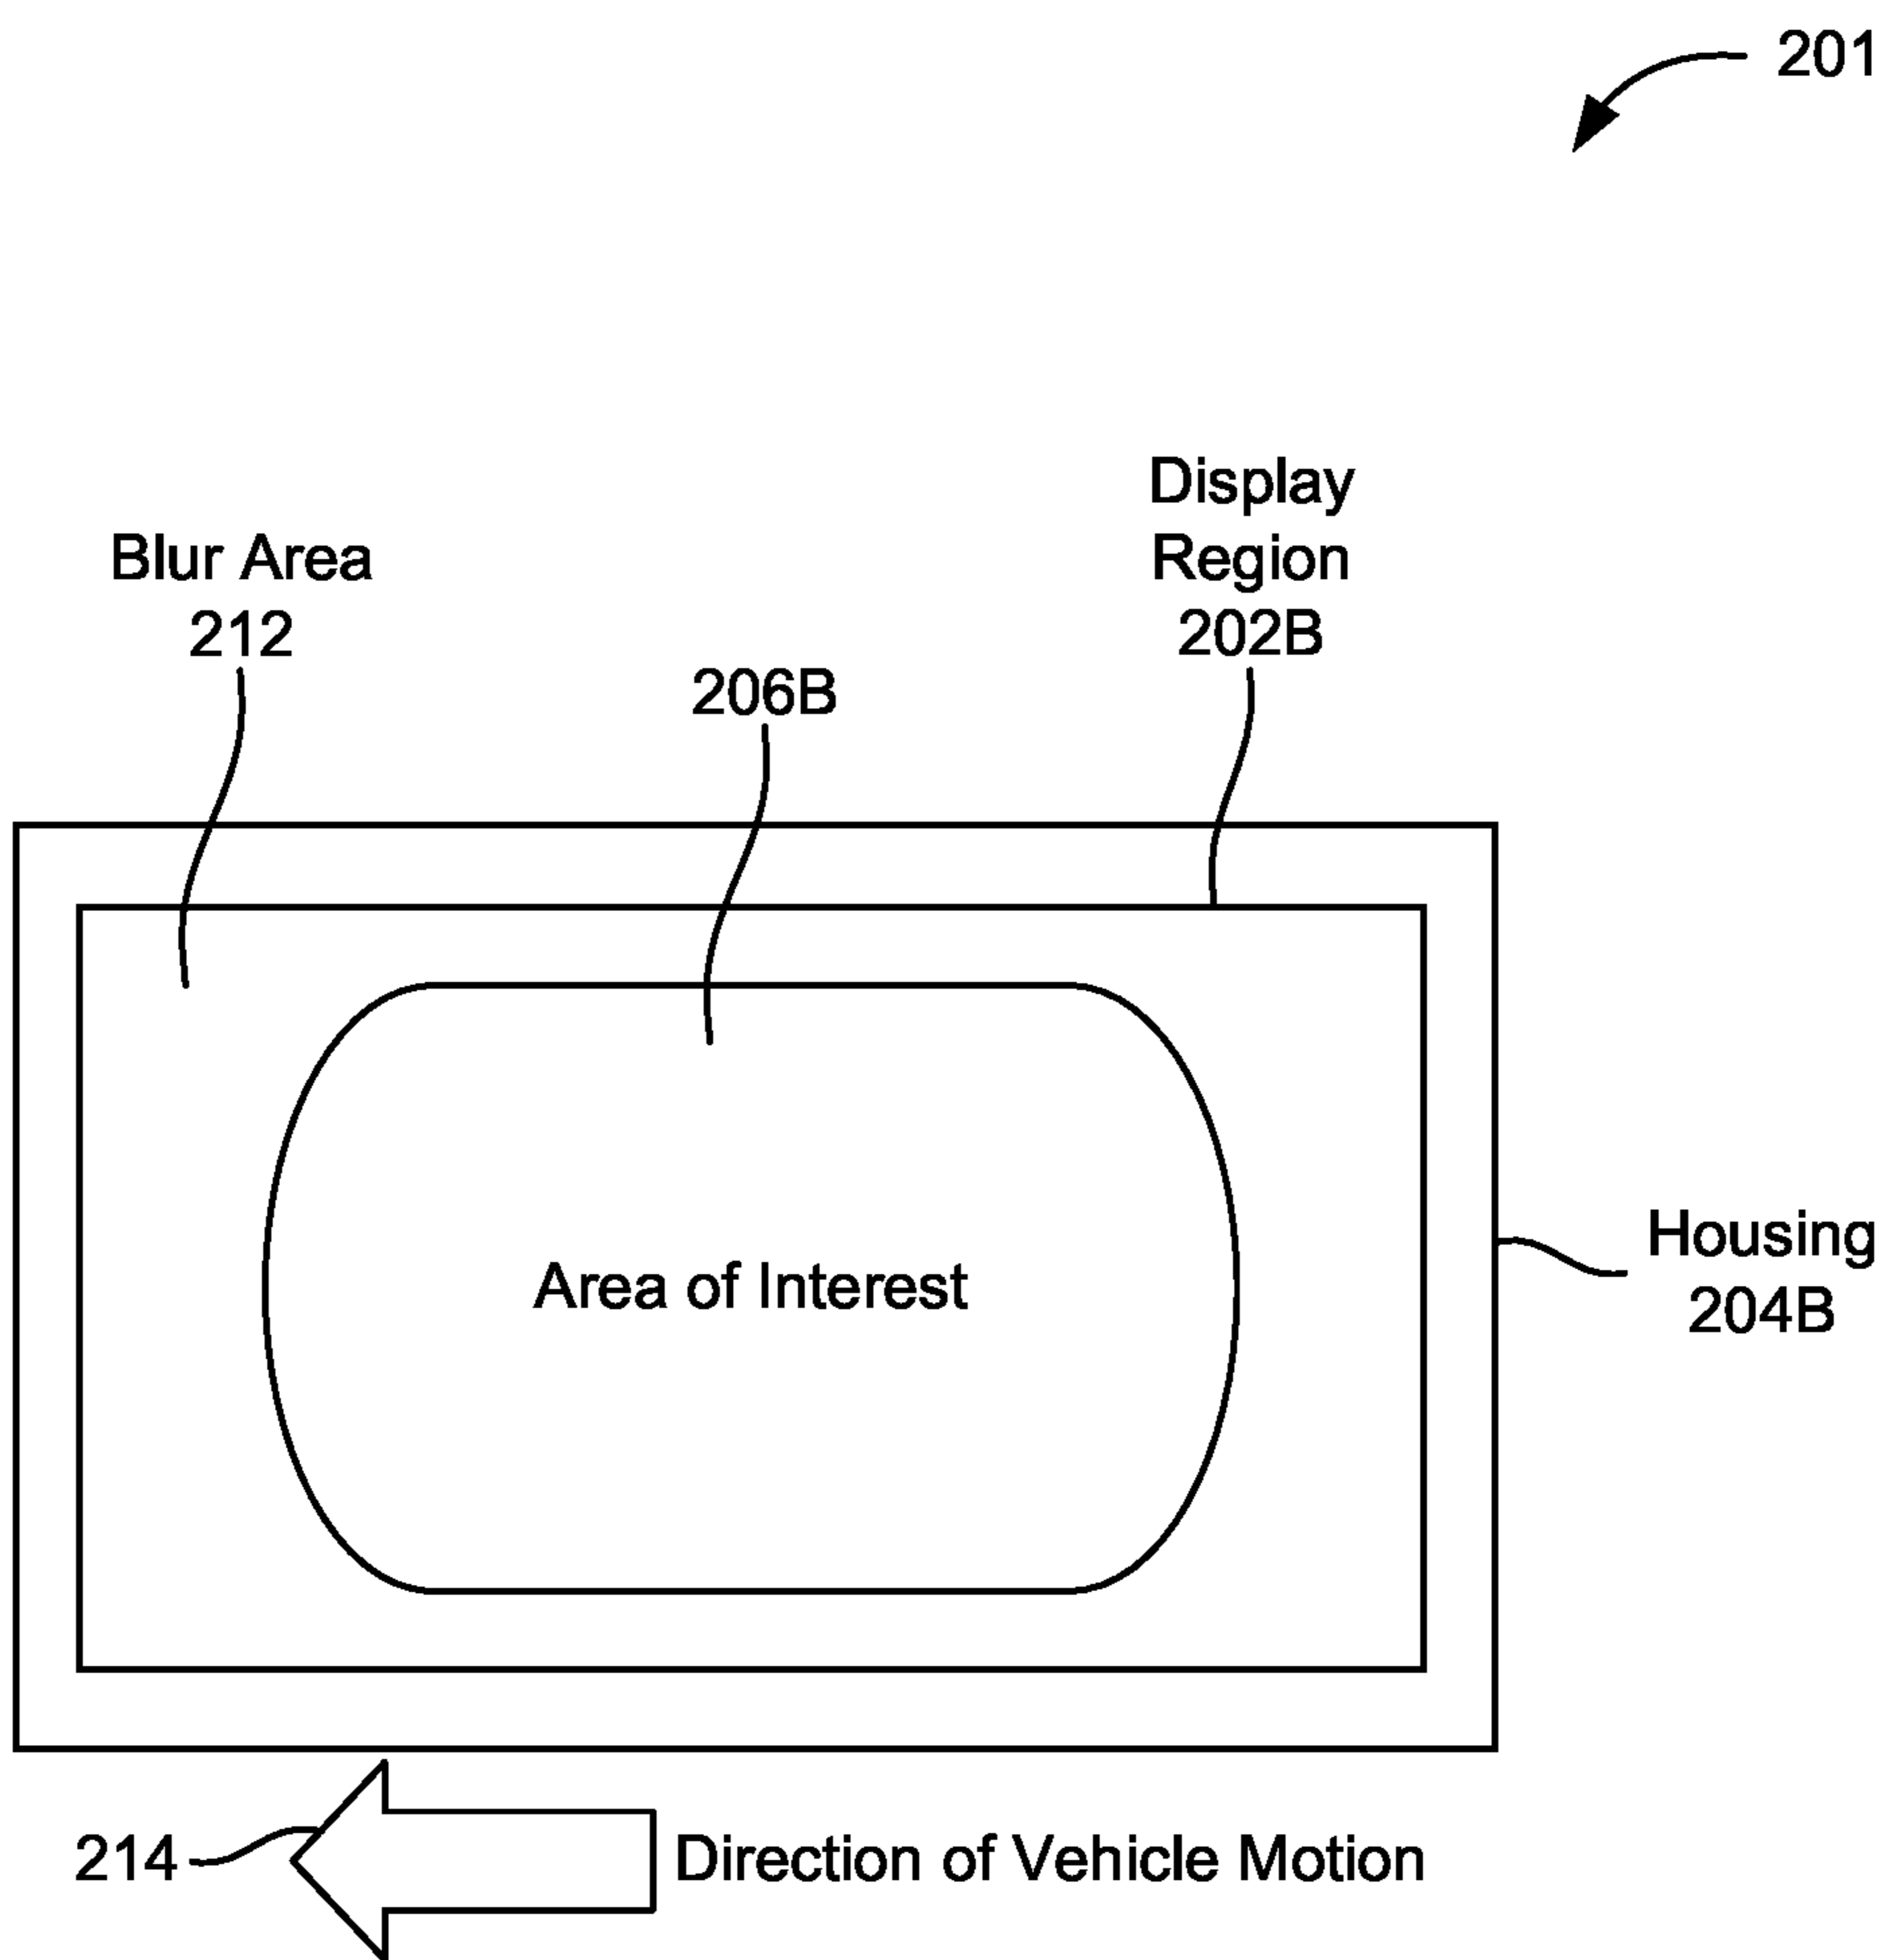 201
Display
Region
202B
Blur Area
212
206B
Housing
204B
Area of Interest
214
Direction of Vehicle Motion